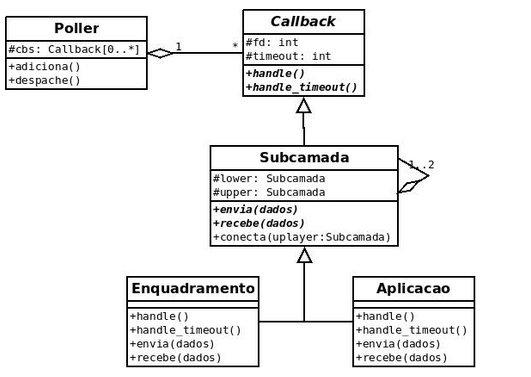 Poller
#cbs: Callback[0..*]
+adiciona()
+despache()
1
*
Callback
#fd: int
#timeout: int
+handle()
+handle_timeout()
Subcamada
#lower: Subcamada
#upper: Subcamada
+envia(dados)
+recebe(dados)
+conecta(uplayer:Subcamada)
1..2
Enquadramento
+handle()
+handle_timeout()
+envia(dados)
+recebe(dados)
Aplicacao
+handle()
+handle_timeout()
+envia(dados)
+recebe(dados)